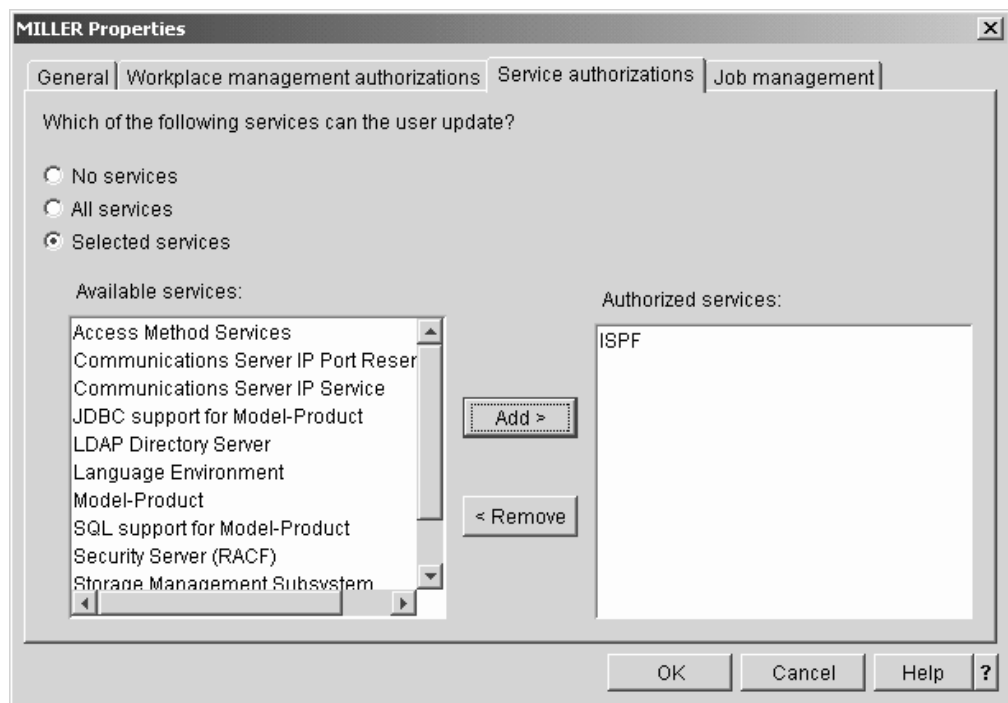 MILLER Properties
General Workplace management authorizations Service authorizations Job management
Which of the following services can the user update?
No services
All services
Selected services
Available services:
Access Method Services
Communications Server IP Port Reser
Communications Server IP Service
JDBC support for Model-Product
LDAP Directory Server
Language Environment
Model-Product
SQL support for Model-Product
Security Server (RACF)
Storage Management Subsystem
Add >
< Remove
Authorized services:
ISPF
OK Cancel Help ?